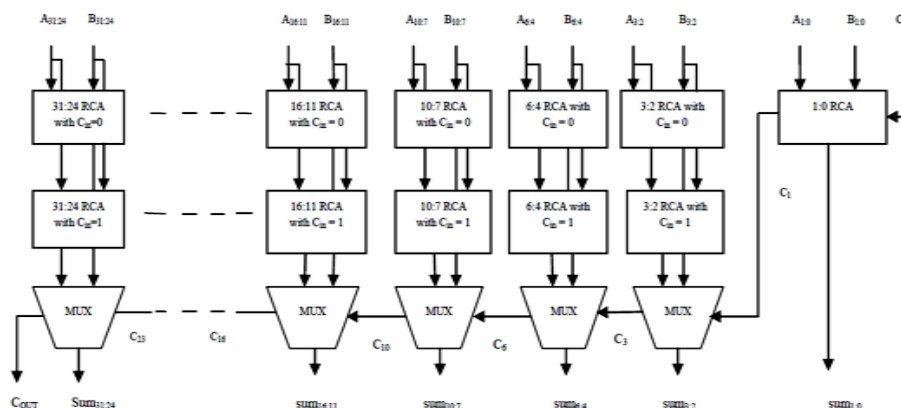 A31:24 B31:24 A16:11 B16:11 A10:7 B10:7 A6:4 B6:4 A3:2 B3:2 A1:0 B1:0 C
31:24 RCA with Cin=0
16:11 RCA with Cin = 0
10:7 RCA with Cin = 0
6:4 RCA with Cin = 0
3:2 RCA with Cin = 0
1:0 RCA
C1
31:24 RCA with Cin=1
16:11 RCA with Cin = 1
10:7 RCA with Cin = 1
6:4 RCA with Cin = 1
3:2 RCA with Cin = 1
MUX MUX MUX MUX MUX
C23 C16 C10 C6 C3
COUT Sum31:24 sum16:11 sum10:7 sum6:4 sum3:2 sum1:0